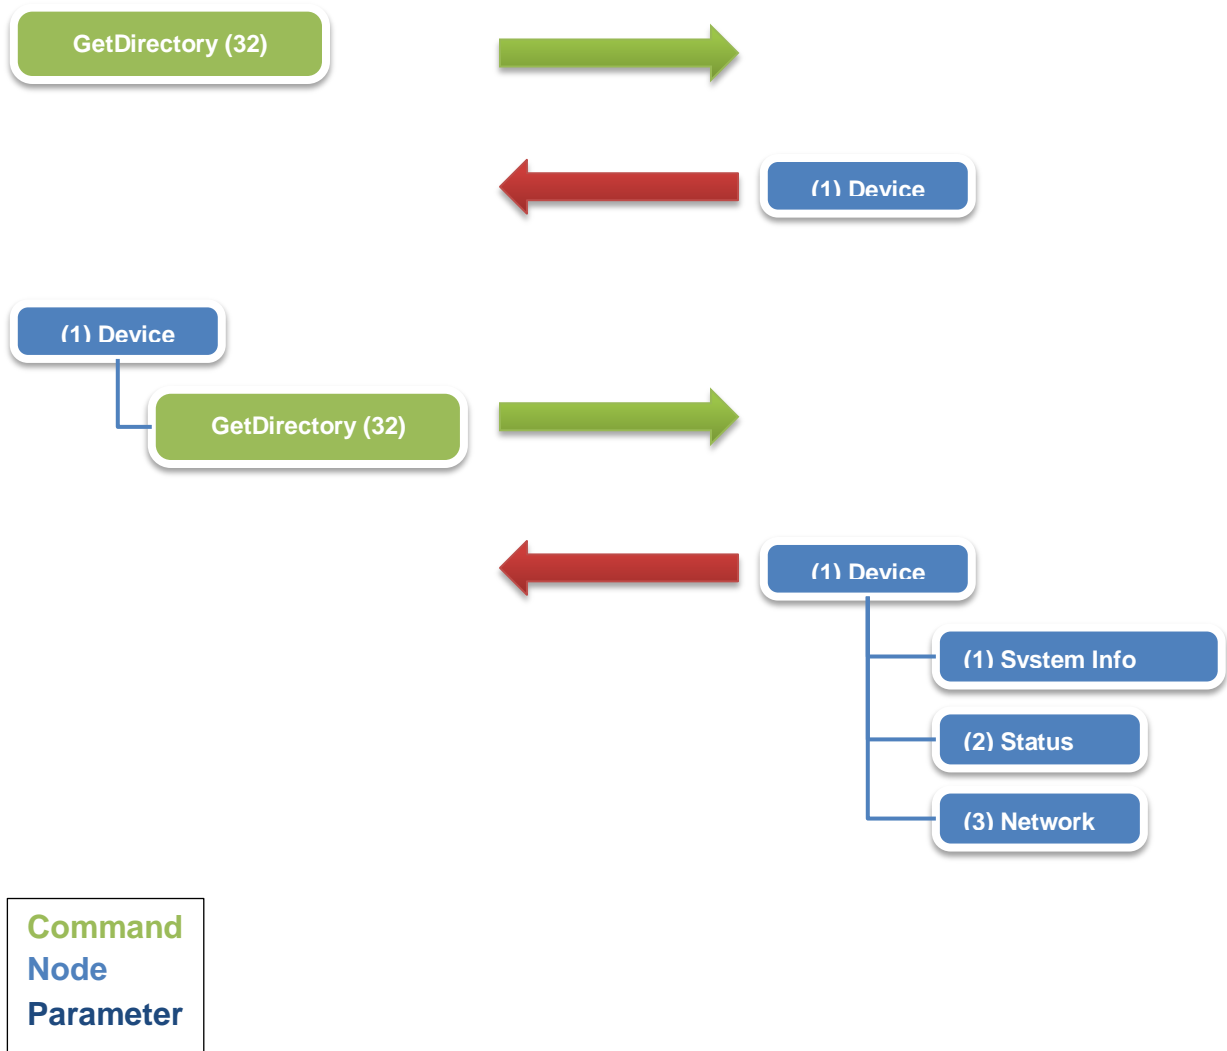 GetDirectory (32)
(1) Device
(1) Device
GetDirectory (32)
(1) Device
(1) System Info
(2) Status
(3) Network
Command
Node
Parameter